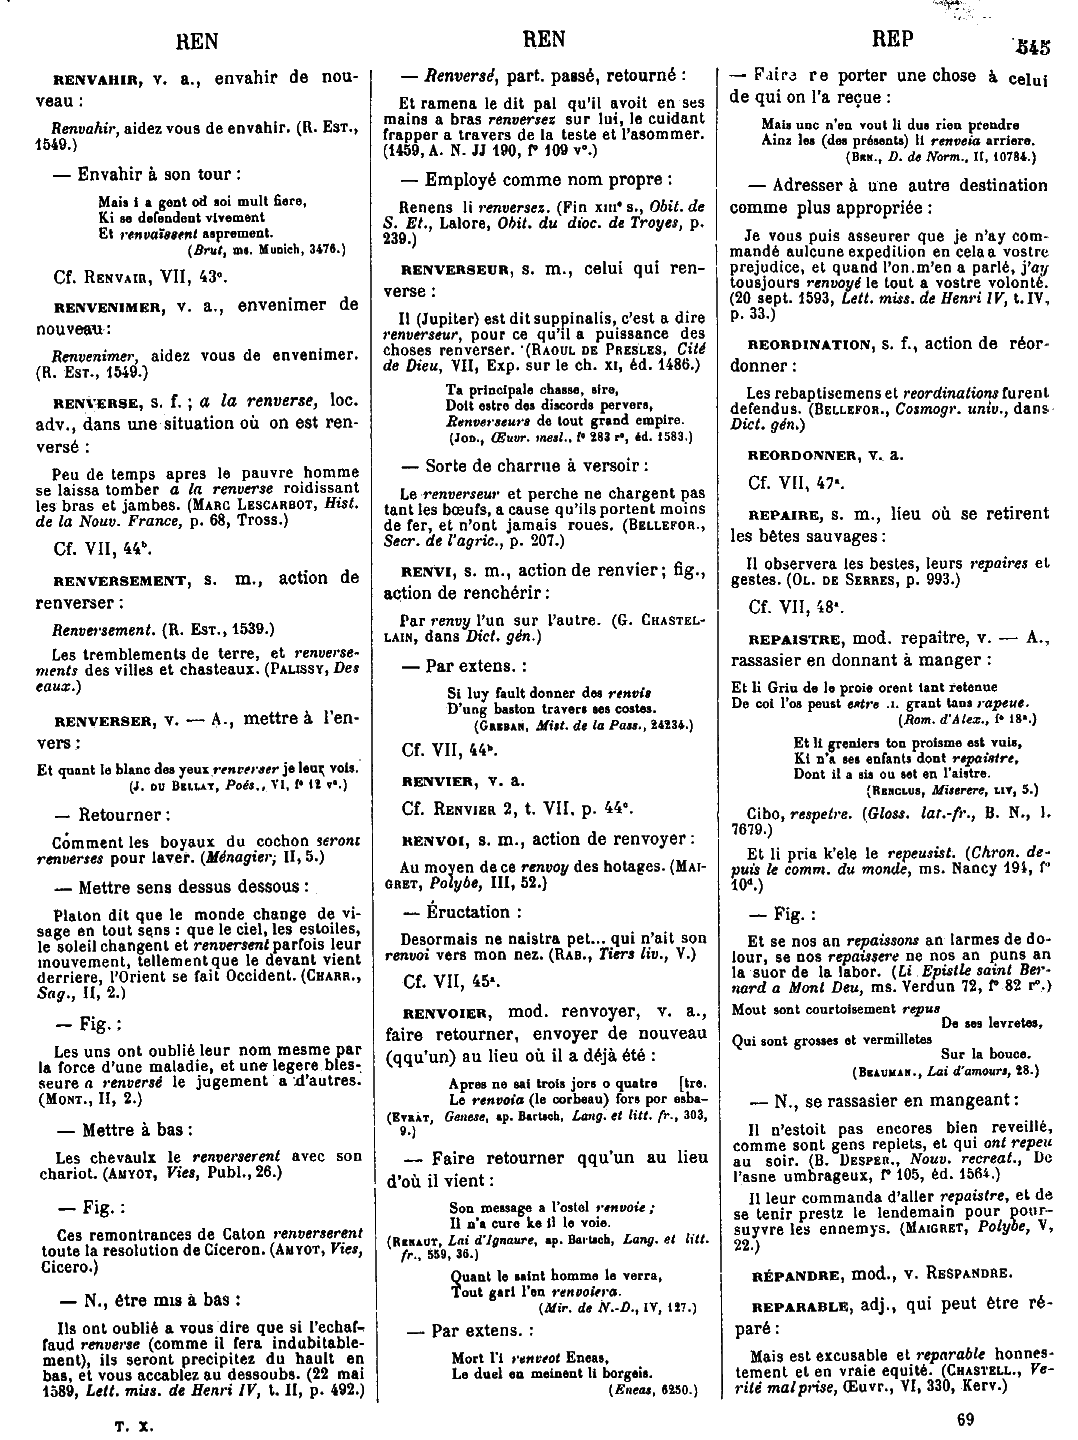 REN
REN
REP
545
RENVAHIR, v. a., envahir de nou-
veau :
Renvahir, aidez vous de envahir. (R. EST.,
1549.)
— Envahir à son tour :
Mais i a gent od soi mult fiere,
Ki se defendent vivement
Et renvaïssent asprement.
(Brut, ms. Munich, 3476.)
Cf. RENVAIR, VII, 43c.
RENVENIMER, v. a., envenimer de
nouveau :
Renvenimer, aidez vous de envenimer.
(R. EST., 1549.)
RENVERSE, s. f. ; a la renverse, loc.
adv., dans une situation où on est ren-
versé :
Peu de temps apres le pauvre homme
se laissa tomber a la renverse roidissant
les bras et jambes. (MARC LESCARBOT, Hist.
de la Nouv. France, p. 68, Tross.)
Cf. VII, 44b.
RENVERSEMENT, s. m., action de
renverser :
Renversement. (R. EST., 1539.)
Les tremblements de terre, et renverse-
ments des villes et chasteaux. (PALISSY, Des
eaux.)
RENVERSER, v. — A., mettre à l'en-
vers :
Et quant le blanc des yeux renverser je leur vois.
(J. DU BELLAY, Poés., VI, f° 12 v°.)
— Retourner :
Comment les boyaux du cochon seront
renverses pour laver. (Ménagier, II, 5.)
— Mettre sens dessus dessous :
Platon dit que le monde change de vi-
sage en tout sens : que le ciel, les estoiles,
le soleil changent et renversent parfois leur
mouvement, tellement que le devant vient
derriere, l'Orient se fait Occident. (CHARR.,
Sag., II, 2.)
— Fig. :
Les uns ont oublié leur nom mesme par
la force d'une maladie, et une legere bles-
seure a renversé le jugement a d'autres.
(MONT., II, 2.)
— Mettre à bas :
Les chevaulx le renverserent avec son
chariot. (AMYOT, Vies, Publ., 26.)
— Fig. :
Ces remontrances de Caton renverserent
toute la resolution de Ciceron. (AMYOT, Vies,
Cicero.)
— N., être mis à bas :
Ils ont oublié a vous dire que si l'echaf-
faud renverse (comme il fera indubitable-
ment), ils seront precipitez du hault en
bas, et vous accablez au dessoubs. (22 mai
1589, Lett. miss. de Henri IV, t. II, p. 492.)
T. X.
— Renversé, part. passé, retourné :
Et ramena le dit pal qu'il avoit en ses
mains a bras renversez sur lui, le cuidant
frapper a travers de la teste et l'asommer.
(1459, A. N. JJ 190, f° 109 v°.)
— Employé comme nom propre :
Renens li renversez. (Fin XIIIe s., Obit. de
S. Et., Lalore, Obit. du dioc. de Troyes, p.
239.)
RENVERSEUR, s. m., celui qui ren-
verse :
Il (Jupiter) est dit suppinalis, c'est a dire
renverseur, pour ce qu'il a puissance des
choses renverser. (RAOUL DE PRESLES, Cité
de Dieu, VII, Exp. sur le ch. XI, éd. 1486.)
Ta principale chasse, sire,
Doit estre des discords pervers,
Renverseurs de tout grand empire.
(JOD., Œuvr. mesl., f° 283 r°, éd. 1583.)
— Sorte de charrue à versoir :
Le renverseur et perche ne chargent pas
tant les bœufs, a cause qu'ils portent moins
de fer, et n'ont jamais roues. (BELLEFOR.,
Secr. de l'agric., p. 207.)
RENVI, s. m., action de renvier ; fig.,
action de renchérir :
Par renvy l'un sur l'autre. (G. CHASTEL-
LAIN, dans Dict. gén.)
— Par extens. :
Si luy fault donner des renvis
D'ung baston travers ses costes.
(GREBAN, Mist. de la Pass., 24234.)
Cf. VII, 44b.
RENVIER, v. a.
Cf. RENVIER 2, t. VII, p. 44c.
RENVOI, s. m., action de renvoyer :
Au moyen de ce renvoy des hotages. (MAI-
GRET, Polybe, III, 52.)
— Éructation :
Desormais ne naistra pet... qui n'ait son
renvoi vers mon nez. (RAB., Tiers liv., V.)
Cf. VII, 45a.
RENVOIER, mod. renvoyer, v. a.,
faire retourner, envoyer de nouveau
(qqu'un) au lieu où il a déjà été :
Apres ne sai trois jors o quatre [tre.
Le renvoia (le corbeau) fors por esba-
(EVRAT, Genese, ap. Bartsch, Lang. et litt. fr., 303,
9.)
— Faire retourner qqu'un au lieu
d'où il vient :
Son message a l'ostel renvoie ;
Il n'a cure ke il le voie.
(RENAUT, Lai d'Ignaure, ap. Bartsch, Lang. et litt.
fr., 559, 36.)
Quant le saint homme le verra,
Tout gari l'en renvoiera.
(Mir. de N.-D., IV, 127.)
— Par extens. :
Mort l'i renveot Eneas,
Le duel en meinent li borgeis.
(Eneas, 6250.)
— Faire reporter une chose à celui
de qui on l'a reçue :
Mais unc n'en vout li dus rien prendre
Ainz les (des présents) li renveia arriere.
(BEN., D. de Norm., II, 10784.)
— Adresser à une autre destination
comme plus appropriée :
Je vous puis asseurer que je n'ay com-
mandé aulcune expedition en cela a vostre
prejudice, et quand l'on m'en a parlé, j'ay
tousjours renvoyé le tout a vostre volonté.
(20 sept. 1593, Lett. miss. de Henri IV, t. IV,
p. 33.)
REORDINATION, s. f., action de réor-
donner :
Les rebaptisemens et reordinations furent
defendus. (BELLEFOR., Cosmogr. univ., dans
Dict. gén.)
REORDONNER, v. a.
Cf. VII, 47a.
REPAIRE, s. m., lieu où se retirent
les bêtes sauvages :
Il observera les bestes, leurs repaires et
gestes. (OL. DE SERRES, p. 993.)
Cf. VII, 48a.
REPAISTRE, mod. repaitre, v. — A.,
rassasier en donnant à manger :
Et li Griu de le proie orent tant retenue
De coi l'os peust estre .I. grant tans rapeue.
(Rom. d'Alex., f° 18a.)
Et li greniers ton proisme est vuis,
Ki n'a ses enfants dont repaistre,
Dont il a sis ou set en l'aistre.
(RENCLUS, Miserere, LIV, 5.)
Cibo, respetre. (Gloss. lat.-fr., B. N., l.
7679.)
Et li pria k'ele le repeusist. (Chron. de-
puis le comm. du monde, ms. Nancy 194, f°
10d.)
— Fig. :
Et se nos an repaissons an larmes de do-
lour, se nos repaissere ne nos an puns an
la suor de la labor. (Li Epistle saint Ber-
nard a Mont Deu, ms. Verdun 72, f° 82 r°.)
Mout sont courtoisement repus
De ses levretes,
Qui sont grosses et vermilletes
Sur la bouce.
(BEAUMAN., Lai d'amours, 28.)
— N., se rassasier en mangeant :
Il n'estoit pas encores bien reveillé,
comme sont gens replets, et qui ont repeu
au soir. (B. DESPER., Nouv. recreat., De
l'asne umbrageux, f° 105, éd. 1564.)
Il leur commanda d'aller repaistre, et de
se tenir prestz le lendemain pour pour-
suyvre les ennemys. (MAIGRET, Polybe, V,
22.)
RÉPANDRE, mod., v. RESPANDRE.
REPARABLE, adj., qui peut être ré-
paré :
Mais est excusable et reparable honnes-
tement et en vraie equité. (CHASTELL., Ve-
rité mal prise, Œuvr., VI, 330, Kerv.)
69